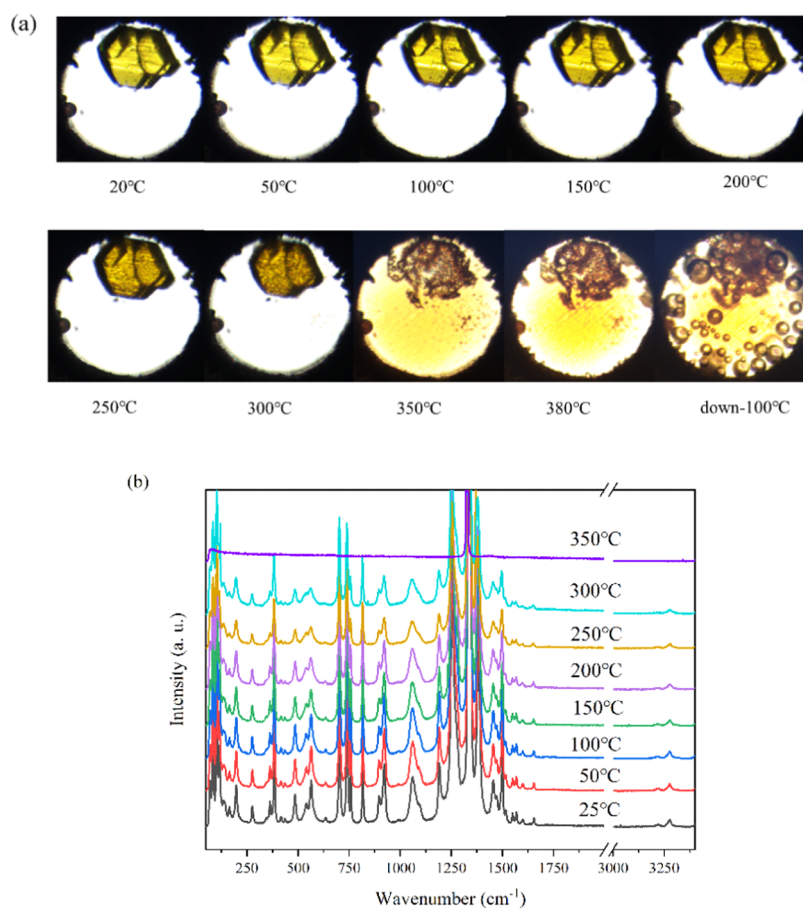 (a)
20℃ 50℃ 100℃ 150℃ 200℃
250℃ 300℃ 350℃ 380℃ down-100℃
(b)
Intensity (a. u.)
350℃
300℃
250℃
200℃
150℃
100℃
50℃
25℃
250 500 750 1000 1250 1500 1750 2000 3000 3250
Wavenumber (cm⁻¹)